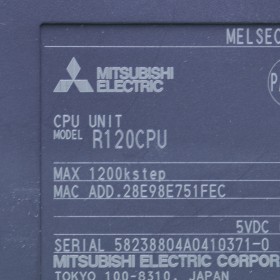 MELSEC
MITSUBISHI
ELECTRIC
CPU UNIT
MODEL R120CPU
MAX 1200kstep
MAC ADD.28E98E751FEC
5VDC
SERIAL 58238804A0410371-0
MITSUBISHI ELECTRIC CORPOR
TOKYO 100-8310, JAPAN